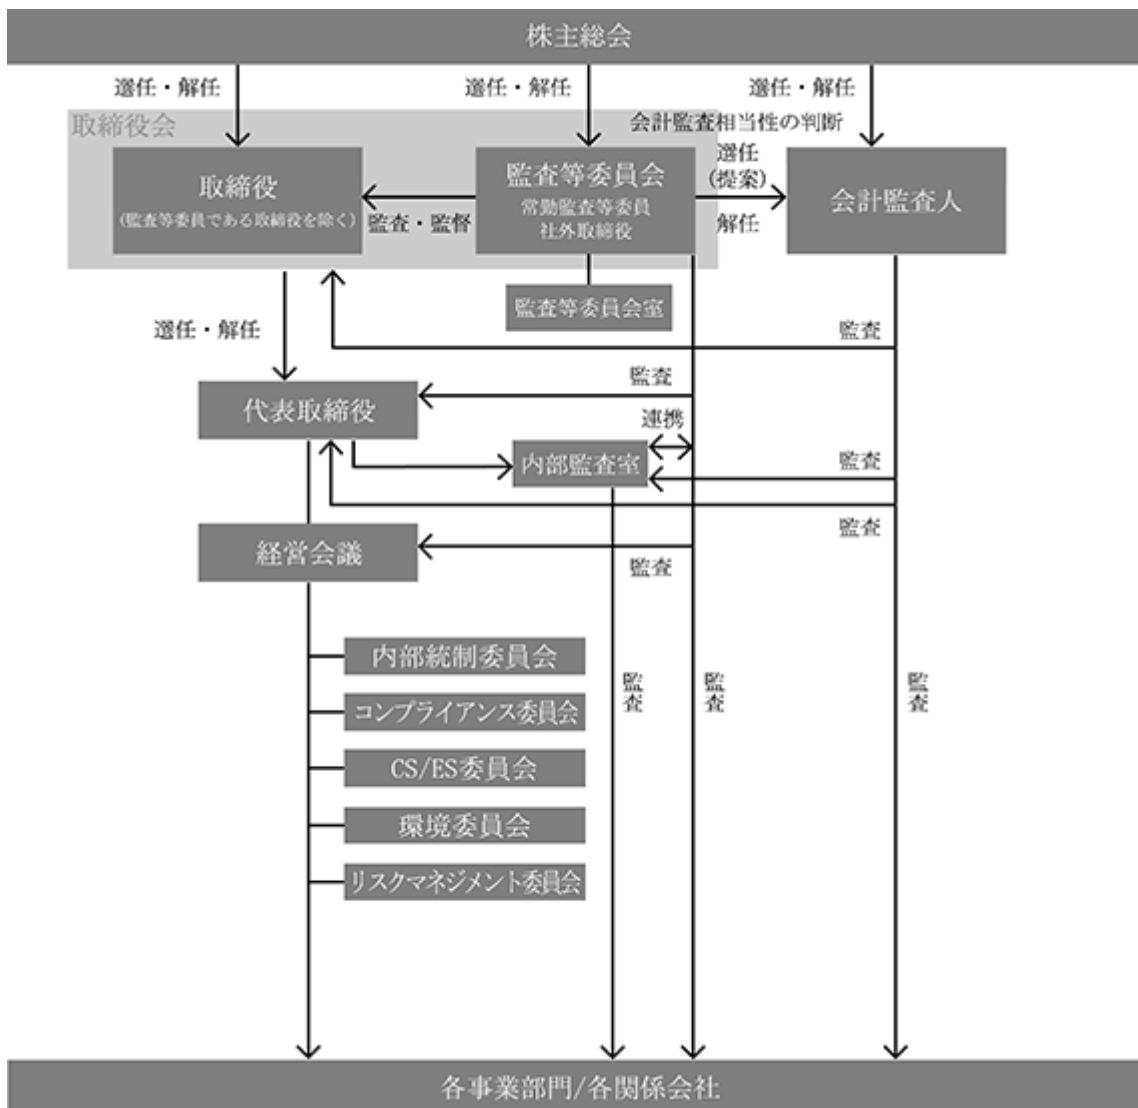 株主総会
選任・解任
選任・解任
選任・解任
取締役会
会計監査相当性の判断
取締役
(監査等委員である取締役を除く)
監査・監督
監査等委員会
常勤監査等委員
社外取締役
選任
(提案)
解任
会計監査人
監査等委員会室
選任・解任
監査
監査
代表取締役
連携
内部監査室
監査
監査
経営会議
監査
内部統制委員会
コンプライアンス委員会
CS/ES委員会
環境委員会
リスクマネジメント委員会
監査
監査
監査
各事業部門/各関係会社